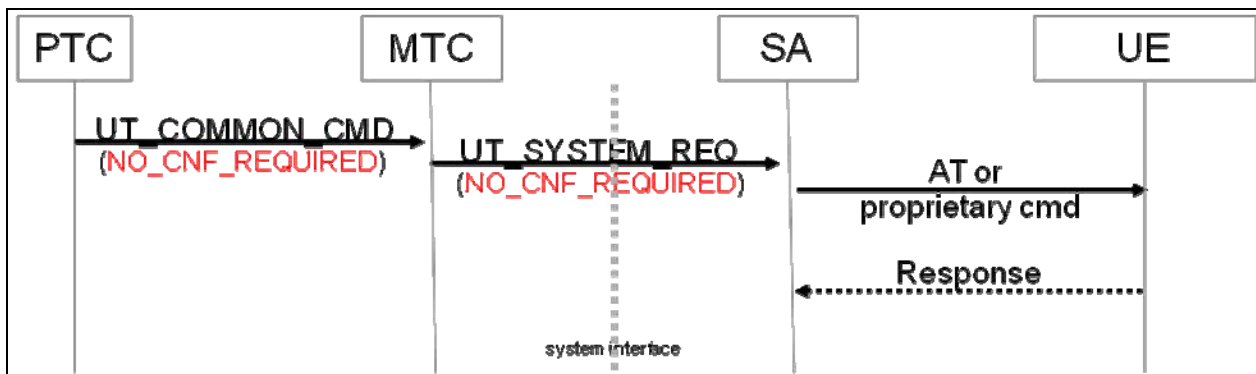 PTC
MTC
SA
UE
UT_COMMON_CMD
(NO_CNF_REQUIRED)
UT_SYSTEM_REQ
(NO_CNF_REQUIRED)
AT or
proprietary cmd
Response
system interface